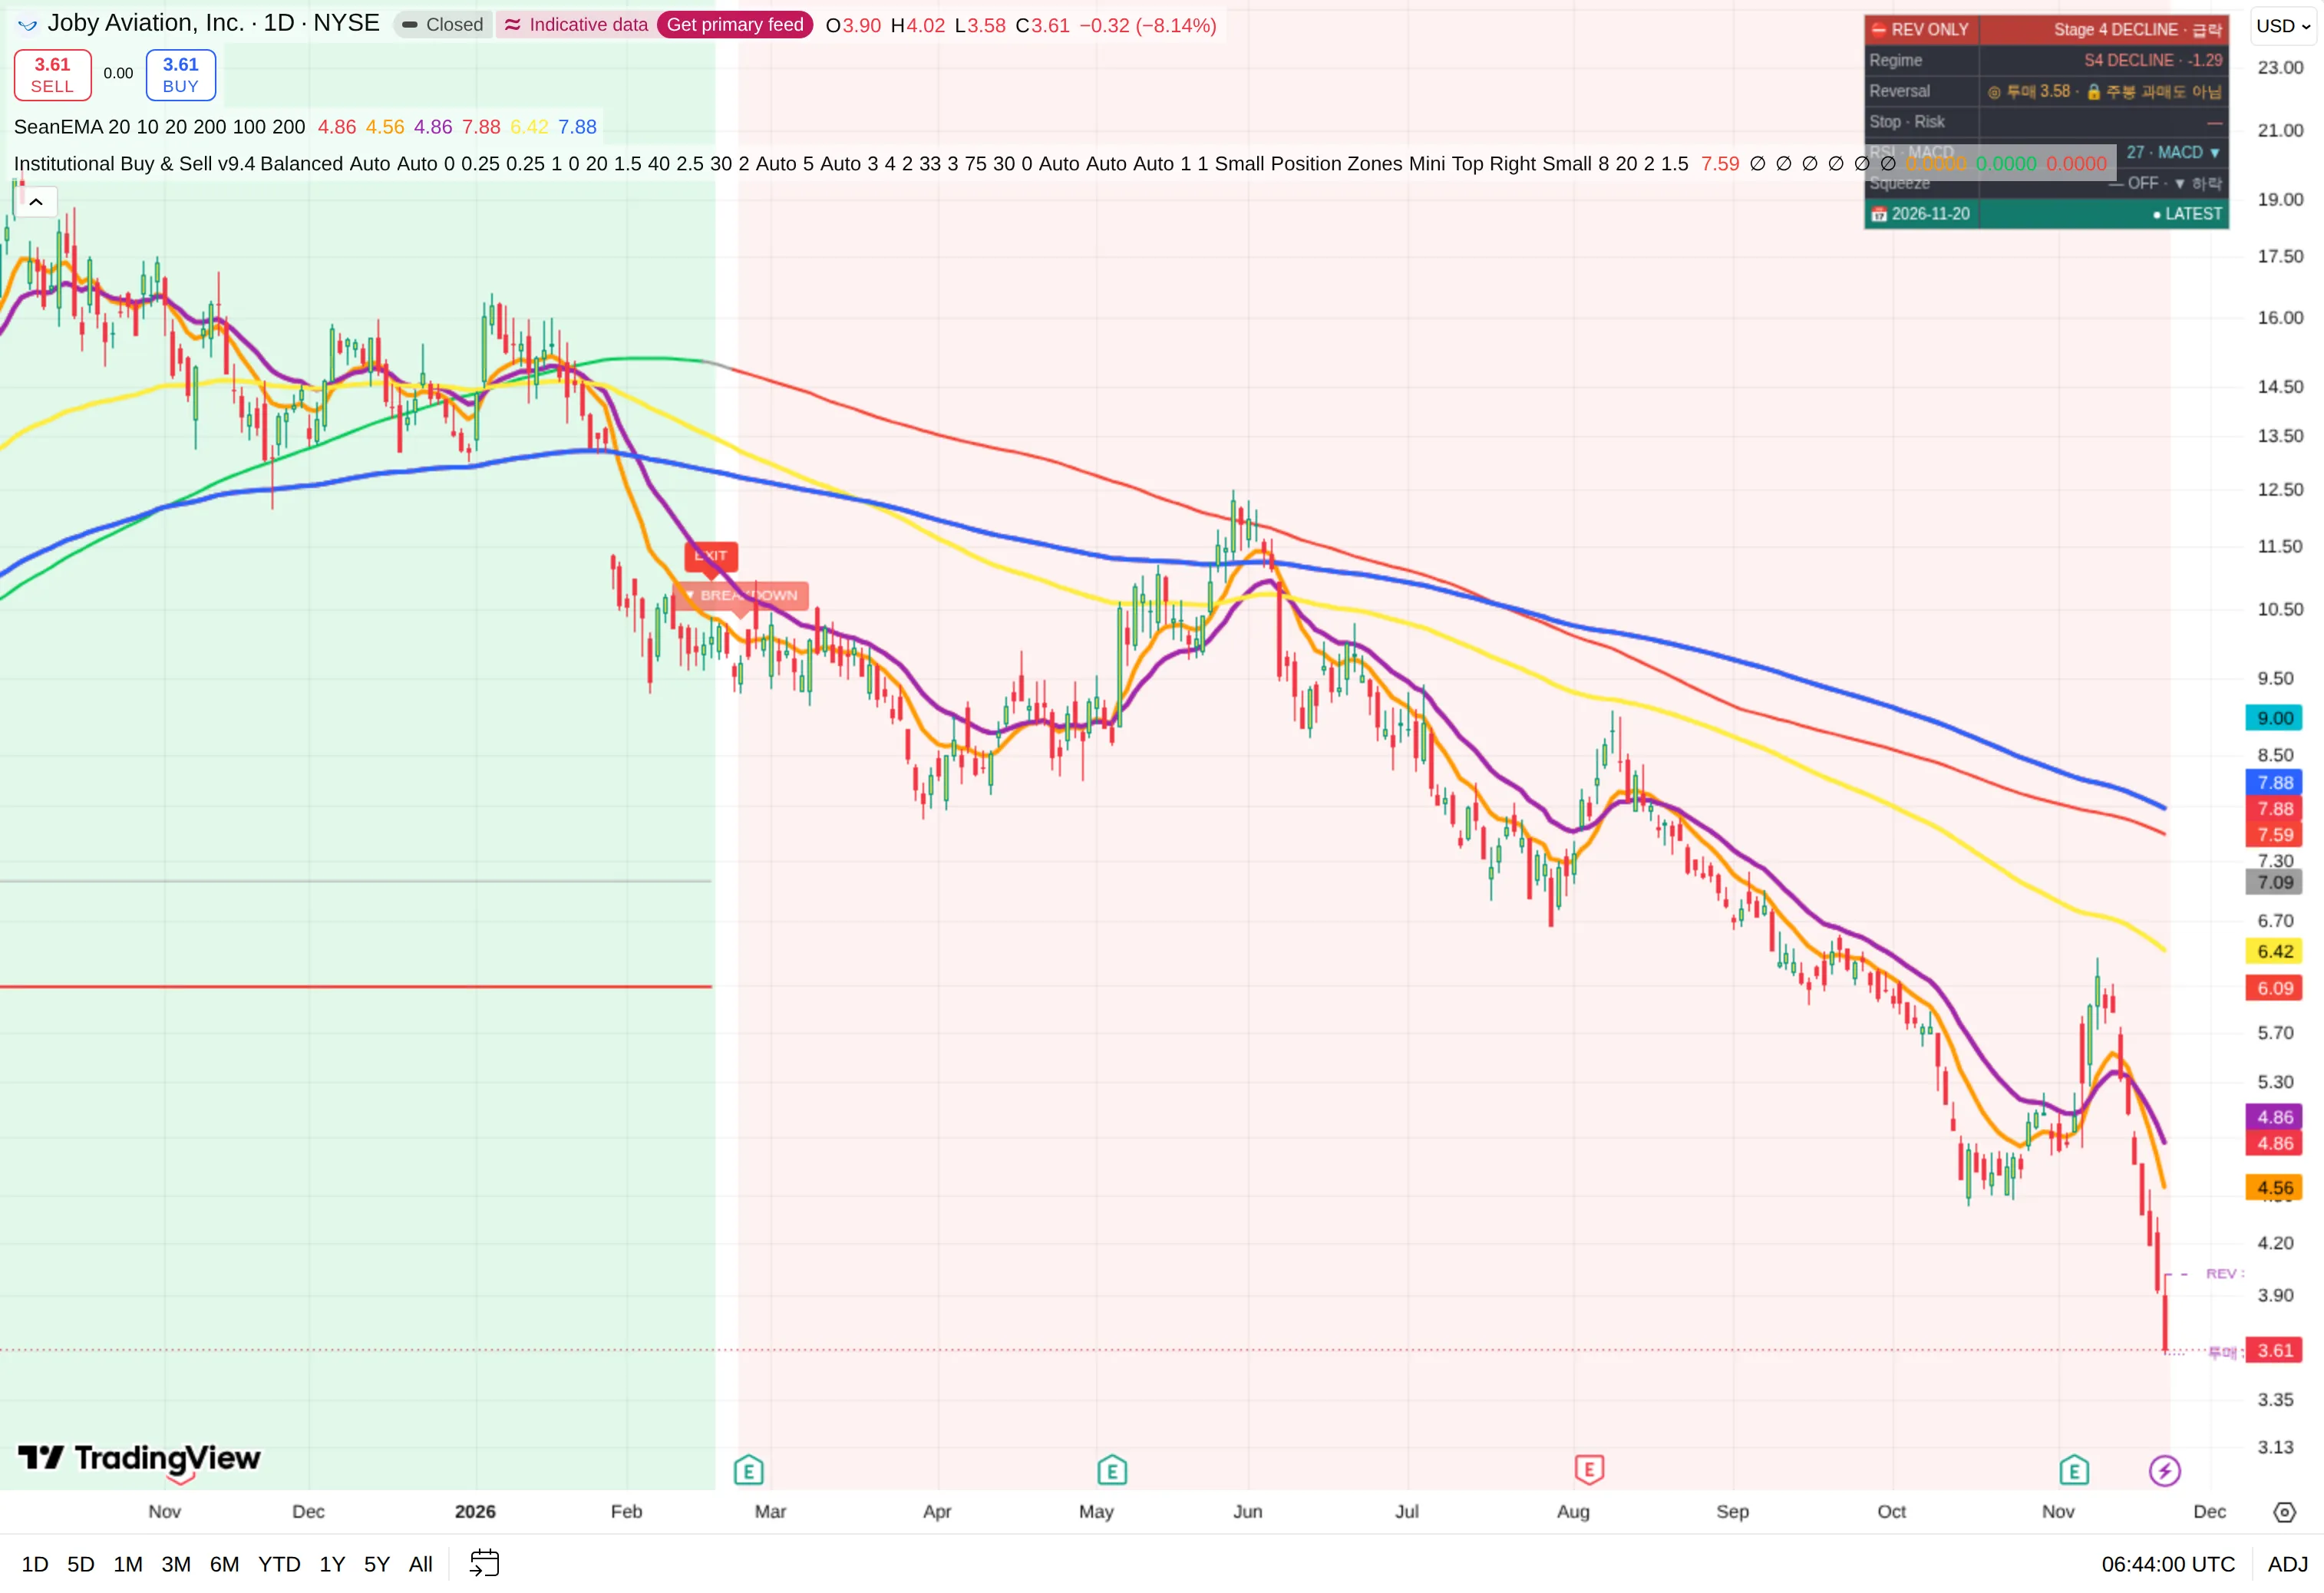 Joby Aviation, Inc. · 1D · NYSE Closed Indicative data Get primary feed O3.90 H4.02 L3.58 C3.61 −0.32 (−8.14%)
3.61 SELL
0.00
3.61 BUY
SeanEMA 20 10 20 200 100 200 4.86 4.56 4.86 7.88 6.42 7.88
Institutional Buy & Sell v9.4 Balanced Auto Auto 0 0.25 0.25 1 0 20 1.5 40 2.5 30 2 Auto 5 Auto 3 4 2 33 3 75 30 0 Auto Auto Auto 1 1 Small Position Zones Mini Top Right Small 8 20 2 1.5 7.59 ∅ ∅ ∅ ∅ ∅ ∅ 0.0000 0.0000 0.0000
REV ONLY Stage 4 DECLINE · 급락
Regime S4 DECLINE · -1.29
Reversal ◎ 투매 3.58 · 🔒 주봉 과매도 아님
Stop · Risk —
RSI · MACD 27 · MACD ▼
Squeeze — OFF · ▼ 하락
2026-11-20 ● LATEST
USD
23.00
21.00
19.00
17.50
16.00
14.50
13.50
12.50
11.50
10.50
9.50
9.00
8.50
7.88
7.88
7.59
7.30
7.09
6.70
6.42
6.09
5.70
5.30
4.86
4.86
4.56
4.20
3.90
3.61
3.35
3.13
EXIT
▼ BREAKDOWN
REV :
투매 :
TradingView
E
E
E
E
Nov Dec 2026 Feb Mar Apr May Jun Jul Aug Sep Oct Nov Dec
1D 5D 1M 3M 6M YTD 1Y 5Y All
06:44:00 UTC ADJ